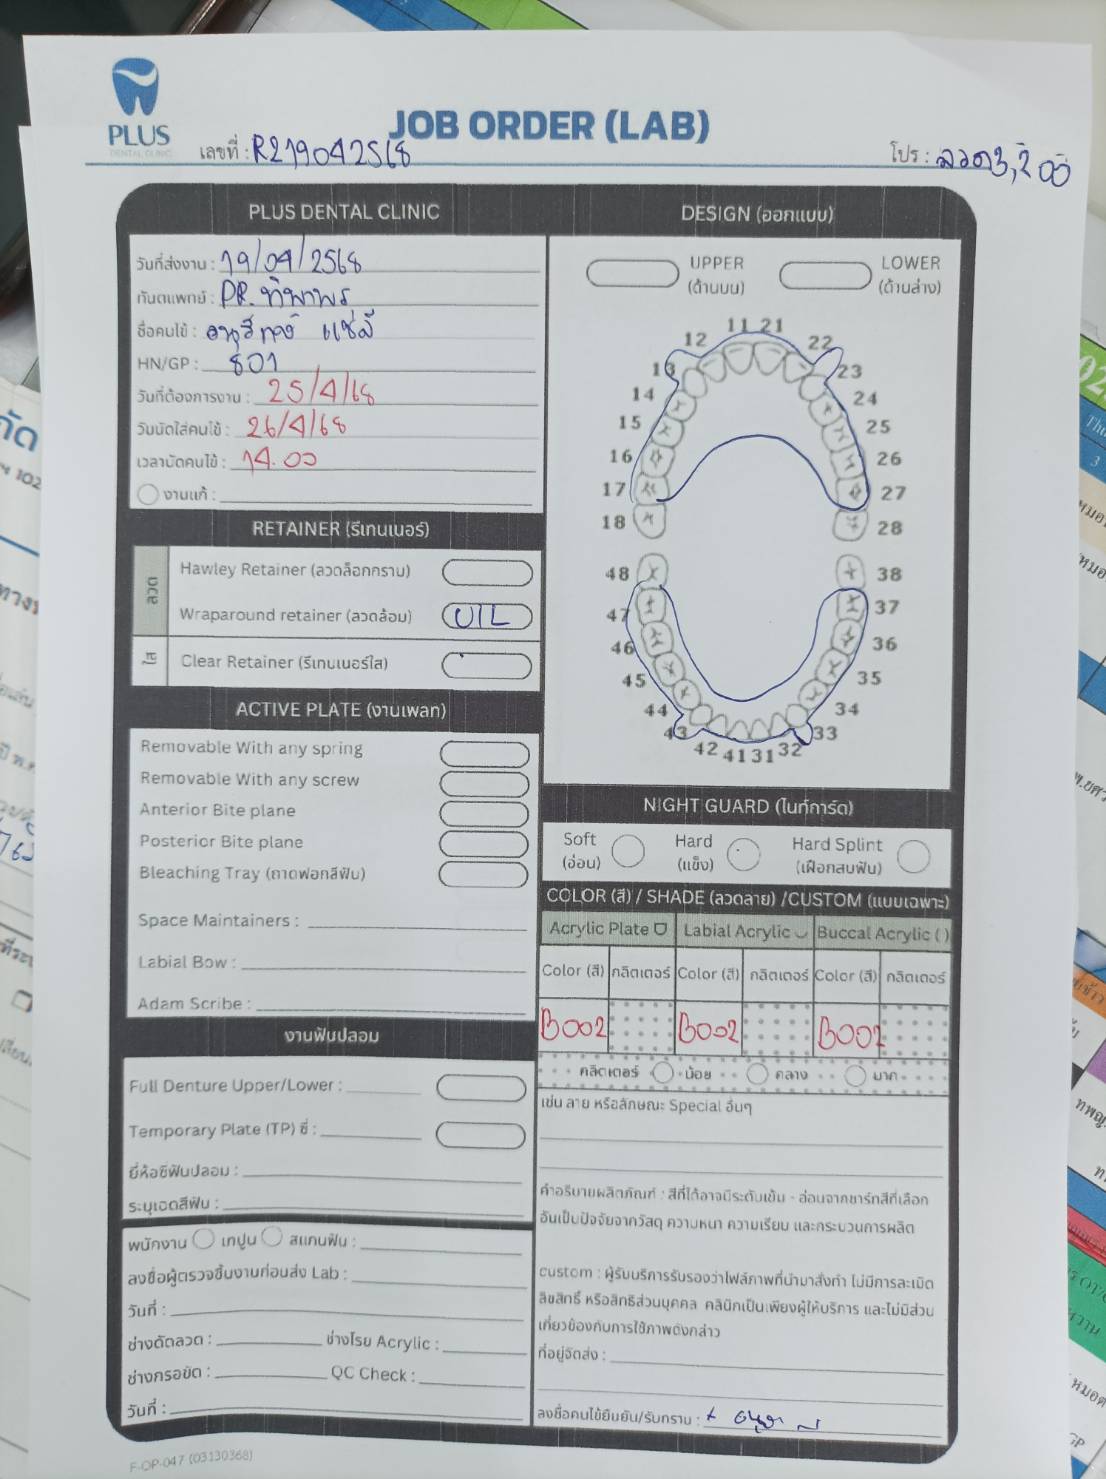 PLUS
DENTAL CLINIC
JOB ORDER (LAB)
เลขที่ : R219042568
โปร : ลวด3,200
PLUS DENTAL CLINIC
วันที่ส่งงาน : 19/04/2568
ทันตแพทย์ : DR. ทิพาพร
ชื่อคนไข้ :
HN/GP : 801
วันที่ต้องการงาน : 25/4/68
วันนัดใส่คนไข้ : 26/4/68
เวลานัดคนไข้ : 14.00
งานแก้ :
RETAINER (รีเทนเนอร์)
ลวด
Hawley Retainer (ลวดล็อกกราม)
Wraparound retainer (ลวดล้อม) U/L
ใส
Clear Retainer (รีเทนเนอร์ใส)
ACTIVE PLATE (งานเพลท)
Removable With any spring
Removable With any screw
Anterior Bite plane
Posterior Bite plane
Bleaching Tray (ถาดฟอกสีฟัน)
Space Maintainers :
Labial Bow :
Adam Scribe :
งานฟันปลอม
Full Denture Upper/Lower :
Temporary Plate (TP) ซี่ :
ยี่ห้อซี่ฟันปลอม :
ระบุเฉดสีฟัน :
พนักงาน เทปูน สแกนฟัน :
ลงชื่อผู้ตรวจชิ้นงานก่อนส่ง Lab :
วันที่ :
ช่างดัดลวด : ช่างโรย Acrylic :
ช่างกรอขัด : QC Check :
วันที่ :
F-OP-047 (03130368)
DESIGN (ออกแบบ)
UPPER LOWER
(ด้านบน) (ด้านล่าง)
11 21
12 22
13 23
14 24
15 25
16 26
17 27
18 28
48 38
47 37
46 36
45 35
44 34
43 33
42 41 31 32
NIGHT GUARD (ไนท์การ์ด)
Soft Hard Hard Splint
(อ่อน) (แข็ง) (เฝือกสบฟัน)
COLOR (สี) / SHADE (ลวดลาย) /CUSTOM (แบบเฉพาะ)
Acrylic Plate Labial Acrylic Buccal Acrylic ( )
Color (สี) กลิตเตอร์ Color (สี) กลิตเตอร์ Color (สี) กลิตเตอร์
B002 B002 B002
กลิตเตอร์ น้อย กลาง มาก
เช่น ลาย หรือลักษณะ Special อื่นๆ
คำอธิบายผลิตภัณฑ์ : สีที่ได้อาจมีระดับเข้ม - อ่อนจากชาร์ทสีที่เลือก
อันเป็นปัจจัยจากวัสดุ ความหนา ความเรียบ และกระบวนการผลิต
custom : ผู้รับบริการรับรองว่าไฟล์ภาพที่นำมาสั่งทำ ไม่มีการละเมิด
ลิขสิทธิ์ หรือสิทธิส่วนบุคคล คลินิกเป็นเพียงผู้ให้บริการ และไม่มีส่วน
เกี่ยวข้องกับการใช้ภาพดังกล่าว
ที่อยู่จัดส่ง :
ลงชื่อคนไข้ยืนยัน/รับทราบ :